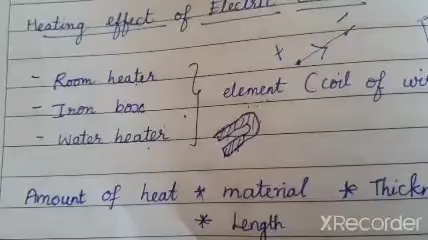 Heating effect of Electric
- Room heater
- Iron box
- Water heater
element (coil of wi
Amount of heat * material * Thickn
* Length
XRecorder